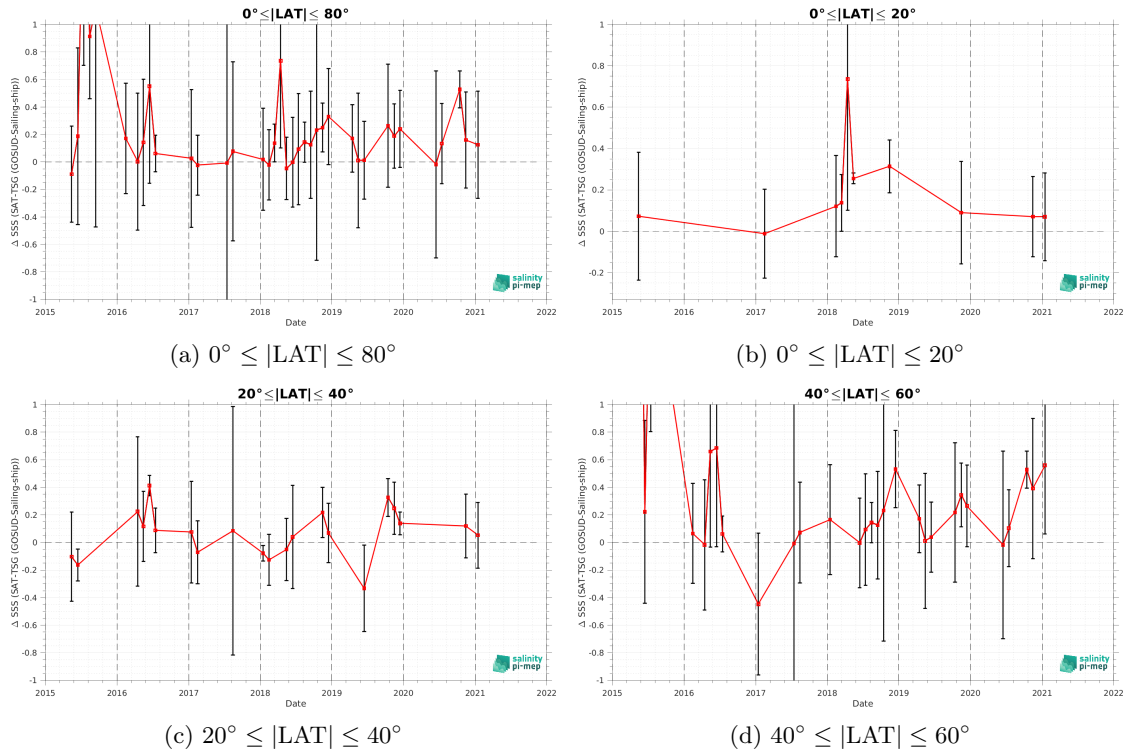 0°≤|LAT|≤ 80°
Δ SSS (SAT-TSG (GOSUD-Sailing-ship))
1
0.8
0.6
0.4
0.2
0
-0.2
-0.4
-0.6
-0.8
-1
2015 2016 2017 2018 2019 2020 2021 2022
Date
salinity
pi-mep
(a) 0° ≤ |LAT| ≤ 80°
0°≤|LAT|≤ 20°
Δ SSS (SAT-TSG (GOSUD-Sailing-ship))
1
0.8
0.6
0.4
0.2
0
-0.2
2015 2016 2017 2018 2019 2020 2021 2022
Date
salinity
pi-mep
(b) 0° ≤ |LAT| ≤ 20°
20°≤|LAT|≤ 40°
Δ SSS (SAT-TSG (GOSUD-Sailing-ship))
1
0.8
0.6
0.4
0.2
0
-0.2
-0.4
-0.6
-0.8
-1
2015 2016 2017 2018 2019 2020 2021 2022
Date
salinity
pi-mep
(c) 20° ≤ |LAT| ≤ 40°
40°≤|LAT|≤ 60°
Δ SSS (SAT-TSG (GOSUD-Sailing-ship))
1
0.8
0.6
0.4
0.2
0
-0.2
-0.4
-0.6
-0.8
-1
2015 2016 2017 2018 2019 2020 2021 2022
Date
salinity
pi-mep
(d) 40° ≤ |LAT| ≤ 60°